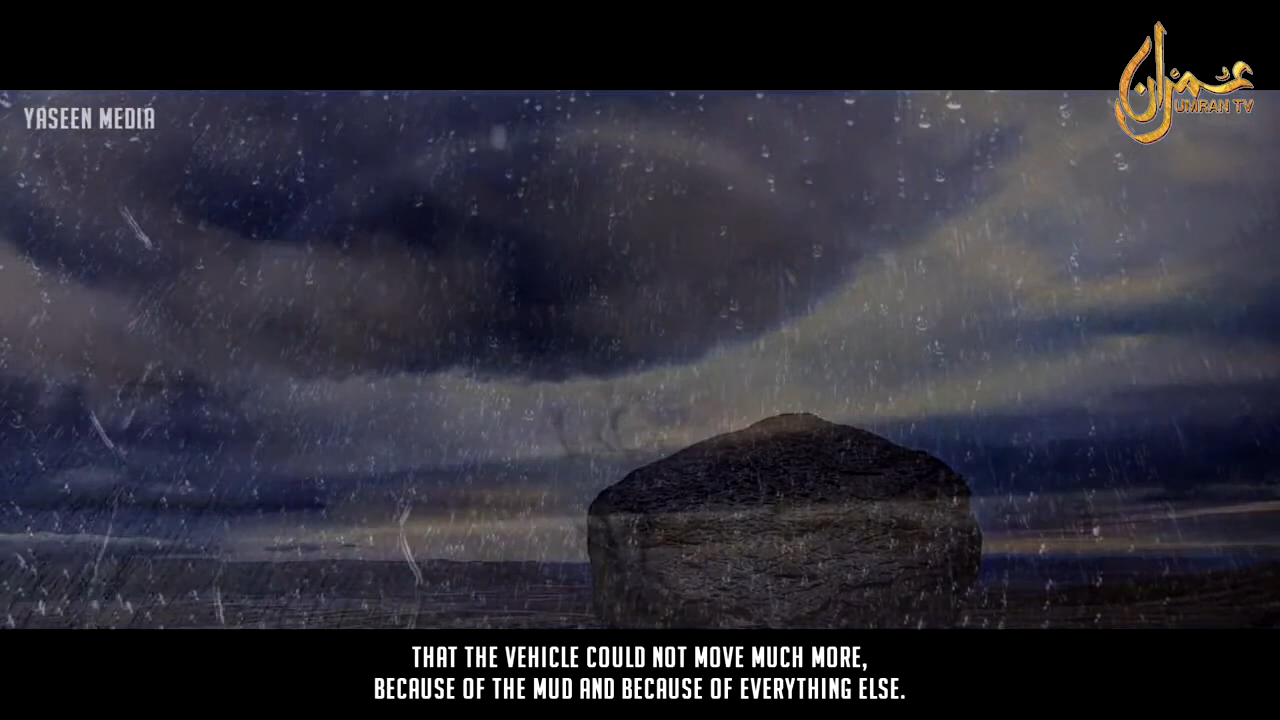 عمران
UMRAN TV
YASEEN MEDIA
THAT THE VEHICLE COULD NOT MOVE MUCH MORE,
BECAUSE OF THE MUD AND BECAUSE OF EVERYTHING ELSE.